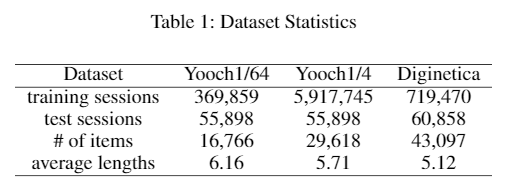 Table 1: Dataset Statistics
Dataset Yooch1/64 Yooch1/4 Diginetica
training sessions 369,859 5,917,745 719,470
test sessions 55,898 55,898 60,858
# of items 16,766 29,618 43,097
average lengths 6.16 5.71 5.12